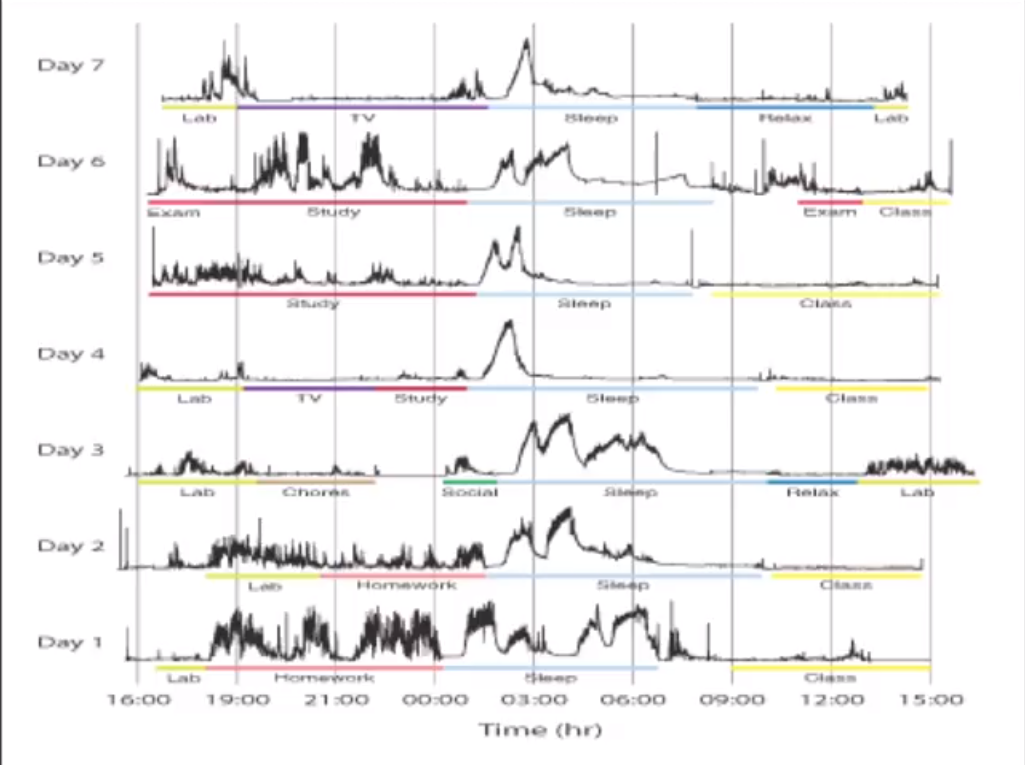 Day 7
Lab TV Sleep Relax Lab
Day 6
Exam Study Sleep Exam Class
Day 5
Study Sleep Class
Day 4
Lab TV Study Sleep Class
Day 3
Lab Chores Social Sleep Relax Lab
Day 2
Lab Homework Sleep Class
Day 1
Lab Homework Sleep Class
16:00 19:00 21:00 00:00 03:00 06:00 09:00 12:00 15:00
Time (hr)